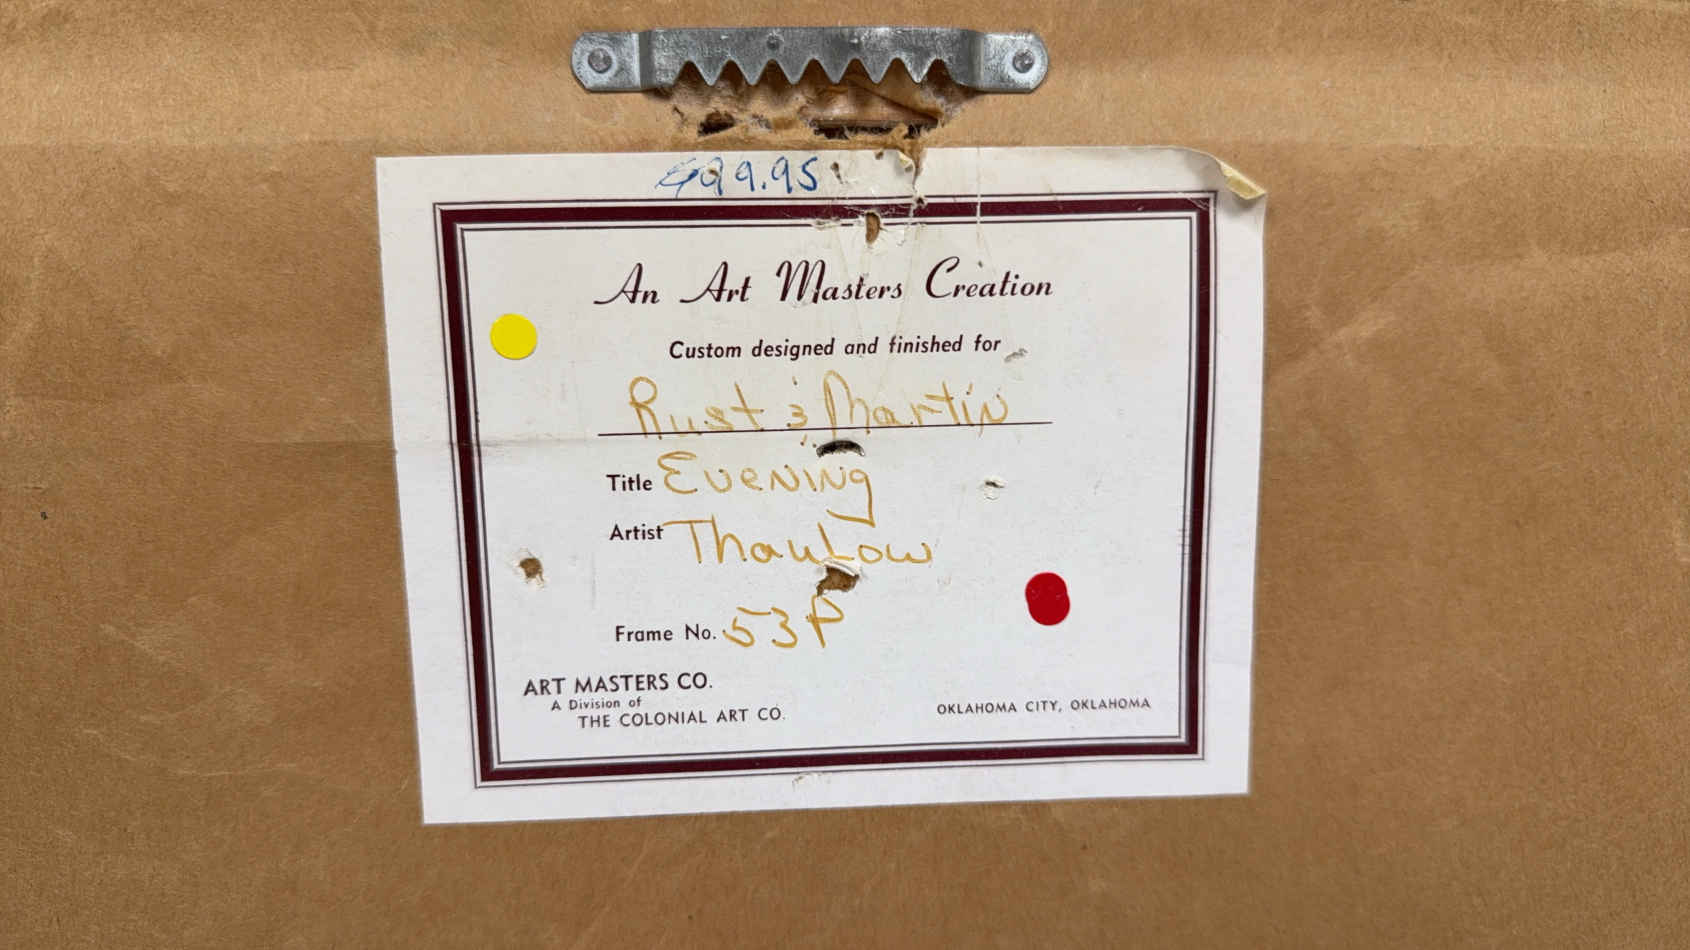 99.95
An Art Masters Creation
Custom designed and finished for
Rust & Martin
Title Evening
Artist Thaulow
Frame No. 53P
ART MASTERS CO.
A Division of
THE COLONIAL ART CO.
OKLAHOMA CITY, OKLAHOMA